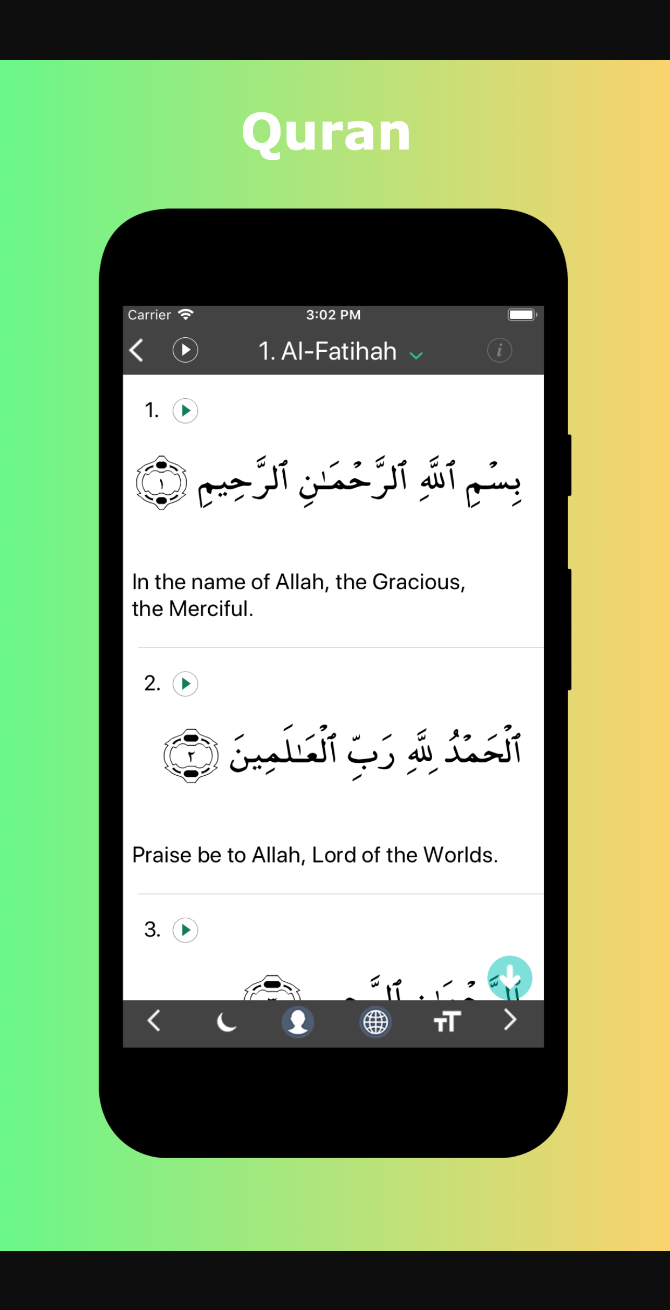 Quran
Carrier 3:02 PM
1. Al-Fatihah
1.
بِسْمِ ٱللَّهِ ٱلرَّحْمَـٰنِ ٱلرَّحِيمِ ١
In the name of Allah, the Gracious,
the Merciful.
2.
ٱلْحَمْدُ لِلَّهِ رَبِّ ٱلْعَـٰلَمِينَ ٢
Praise be to Allah, Lord of the Worlds.
3.
TT